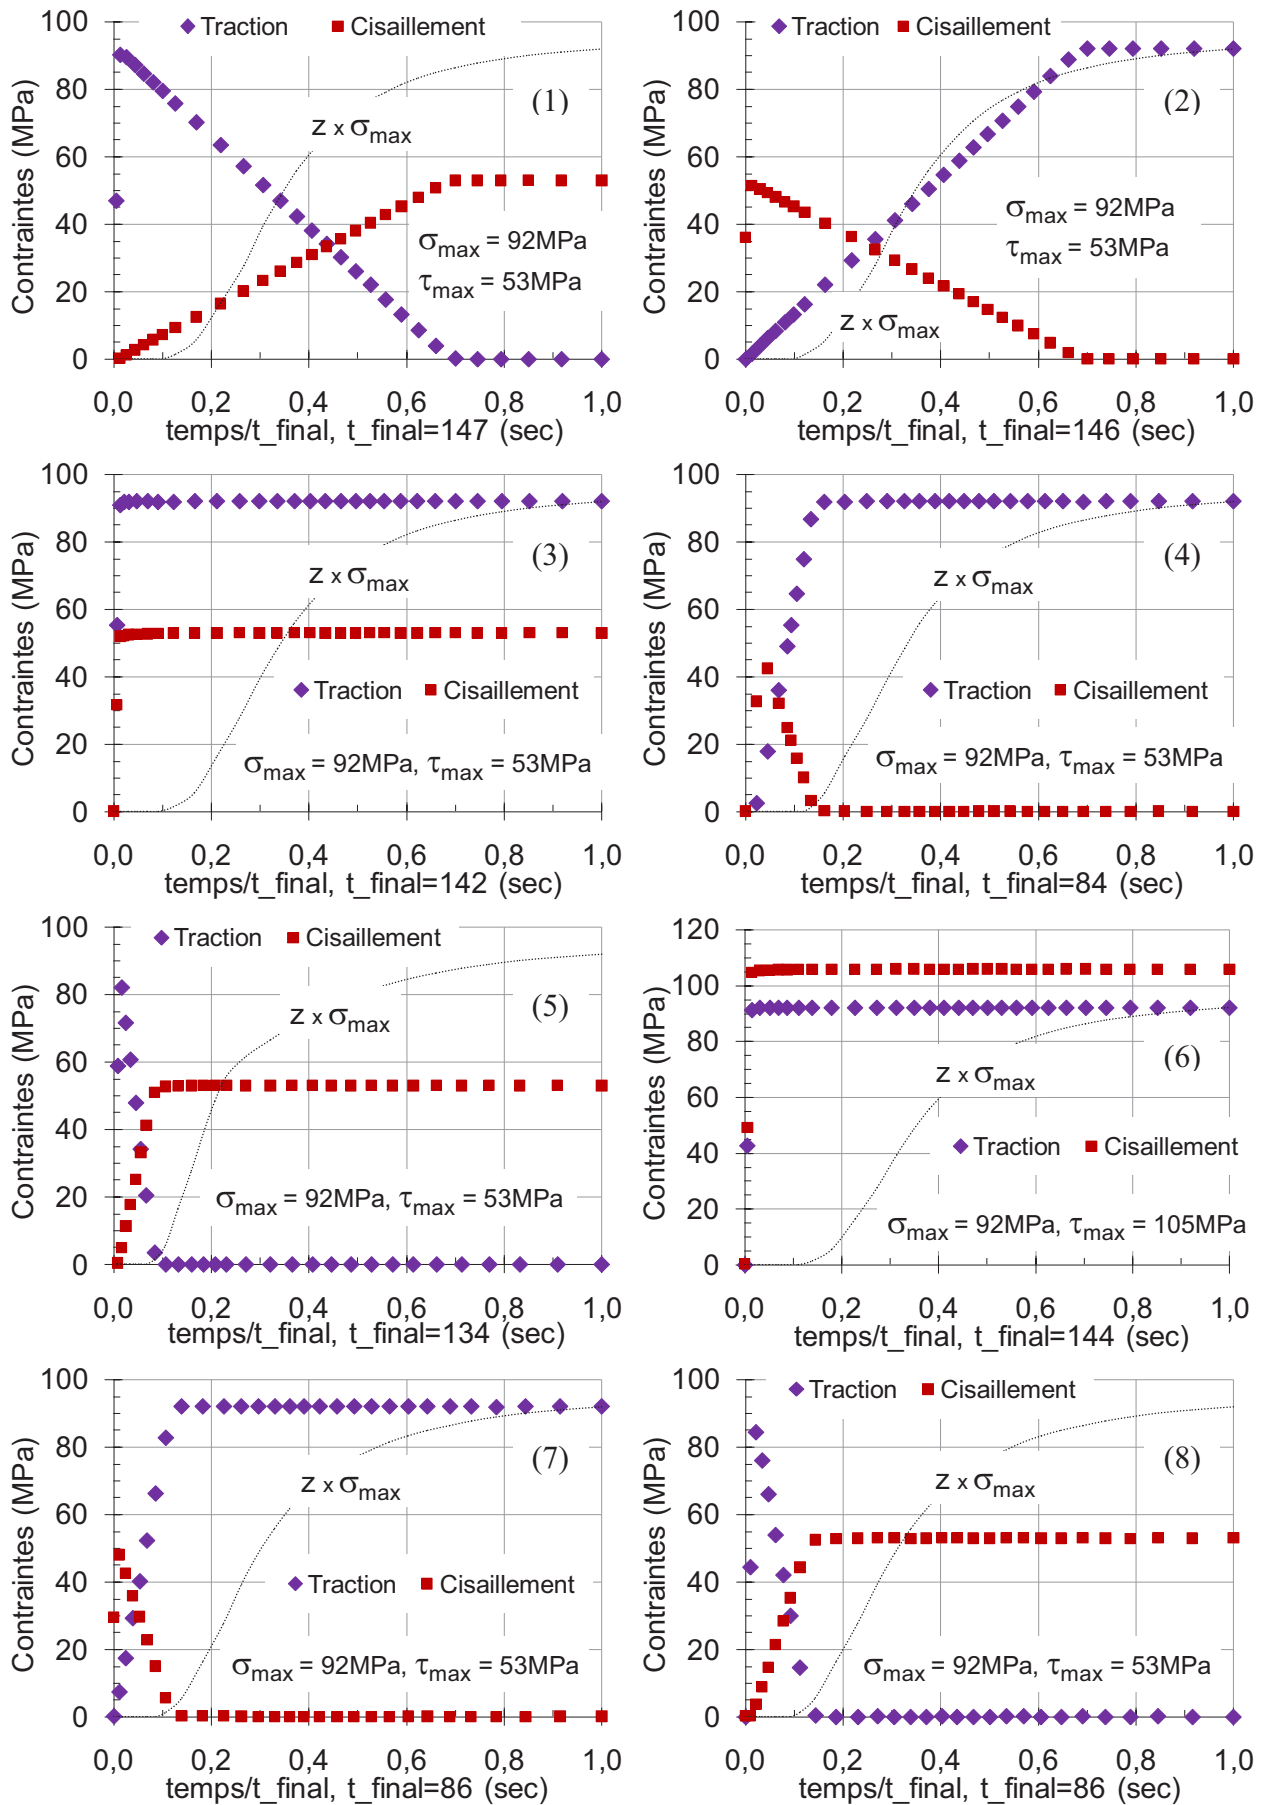 100
80
60
40
20
0
Contraintes (MPa)
Traction Cisaillement
(1)
z x σmax
σmax = 92MPa
τmax = 53MPa
0,0 0,2 0,4 0,6 0,8 1,0
temps/t_final, t_final=147 (sec)
100
80
60
40
20
0
Contraintes (MPa)
Traction Cisaillement
(2)
σmax = 92MPa
τmax = 53MPa
z x σmax
0,0 0,2 0,4 0,6 0,8 1,0
temps/t_final, t_final=146 (sec)
100
80
60
40
20
0
Contraintes (MPa)
(3)
z x σmax
Traction Cisaillement
σmax = 92MPa, τmax = 53MPa
0,0 0,2 0,4 0,6 0,8 1,0
temps/t_final, t_final=142 (sec)
100
80
60
40
20
0
Contraintes (MPa)
(4)
z x σmax
Traction Cisaillement
σmax = 92MPa, τmax = 53MPa
0,0 0,2 0,4 0,6 0,8 1,0
temps/t_final, t_final=84 (sec)
100
80
60
40
20
0
Contraintes (MPa)
Traction Cisaillement
(5)
z x σmax
σmax = 92MPa, τmax = 53MPa
0,0 0,2 0,4 0,6 0,8 1,0
temps/t_final, t_final=134 (sec)
120
100
80
60
40
20
0
Contraintes (MPa)
(6)
z x σmax
Traction Cisaillement
σmax = 92MPa, τmax = 105MPa
0,0 0,2 0,4 0,6 0,8 1,0
temps/t_final, t_final=144 (sec)
100
80
60
40
20
0
Contraintes (MPa)
(7)
z x σmax
Traction Cisaillement
σmax = 92MPa, τmax = 53MPa
0,0 0,2 0,4 0,6 0,8 1,0
temps/t_final, t_final=86 (sec)
100
80
60
40
20
0
Contraintes (MPa)
Traction Cisaillement
(8)
z x σmax
σmax = 92MPa, τmax = 53MPa
0,0 0,2 0,4 0,6 0,8 1,0
temps/t_final, t_final=86 (sec)